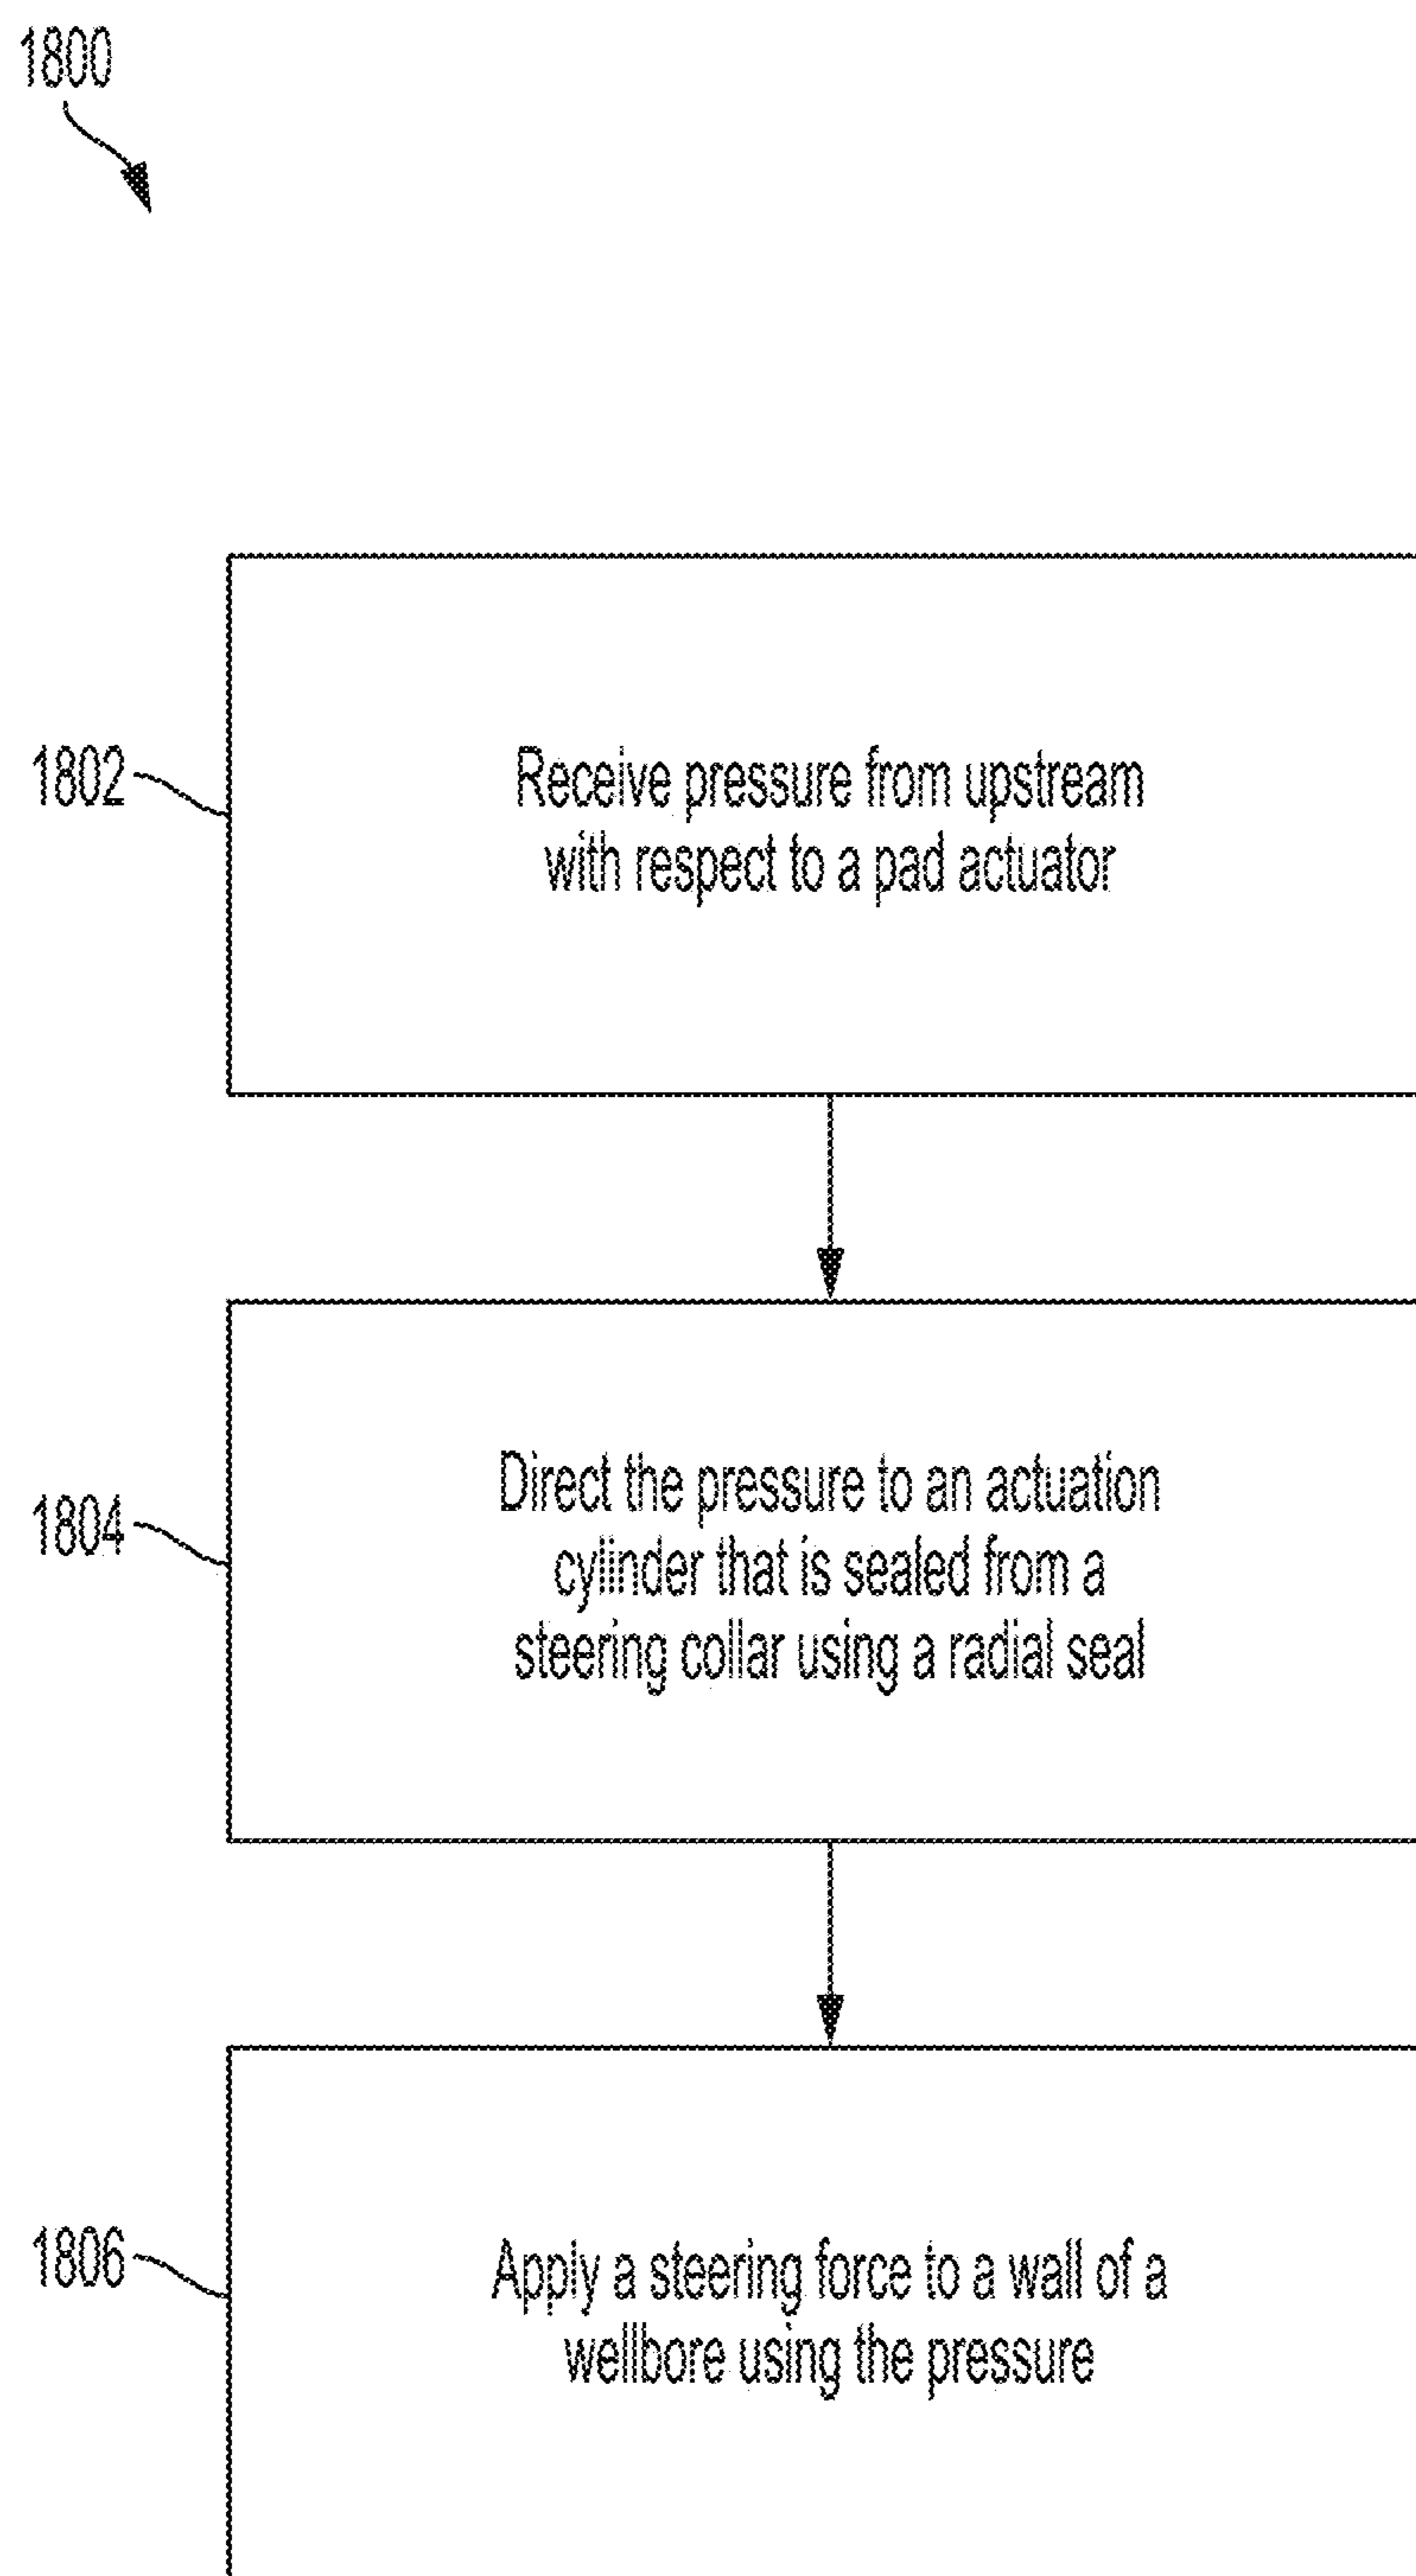 1800
1802
Receive pressure from upstream
with respect to a pad actuator
1804
Direct the pressure to an actuation
cylinder that is sealed from a
steering collar using a radial seal
1806
Apply a steering force to a wall of a
wellbore using the pressure